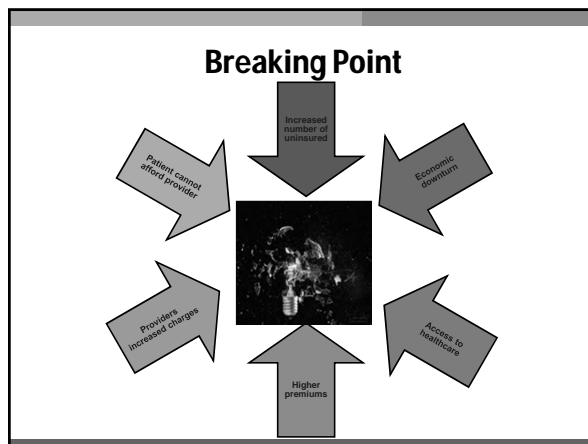 Breaking Point
Increased
number of
uninsured
Patient cannot
afford provider
Economic
downturn
Providers
increased charges
Access to
healthcare
Higher
premiums